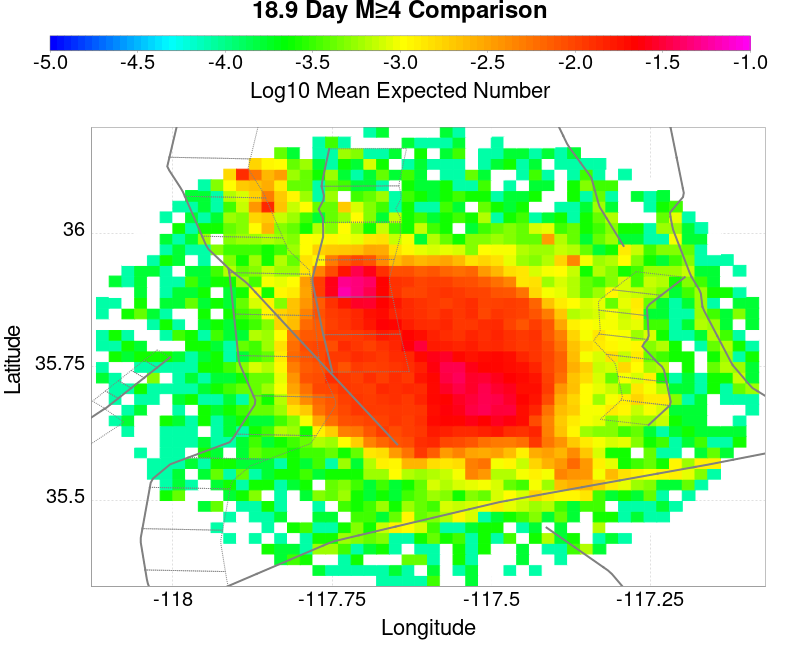 18.9 Day M≥4 Comparison
-5.0 -4.5 -4.0 -3.5 -3.0 -2.5 -2.0 -1.5 -1.0
Log10 Mean Expected Number
36
35.75
35.5
Latitude
-118 -117.75 -117.5 -117.25
Longitude